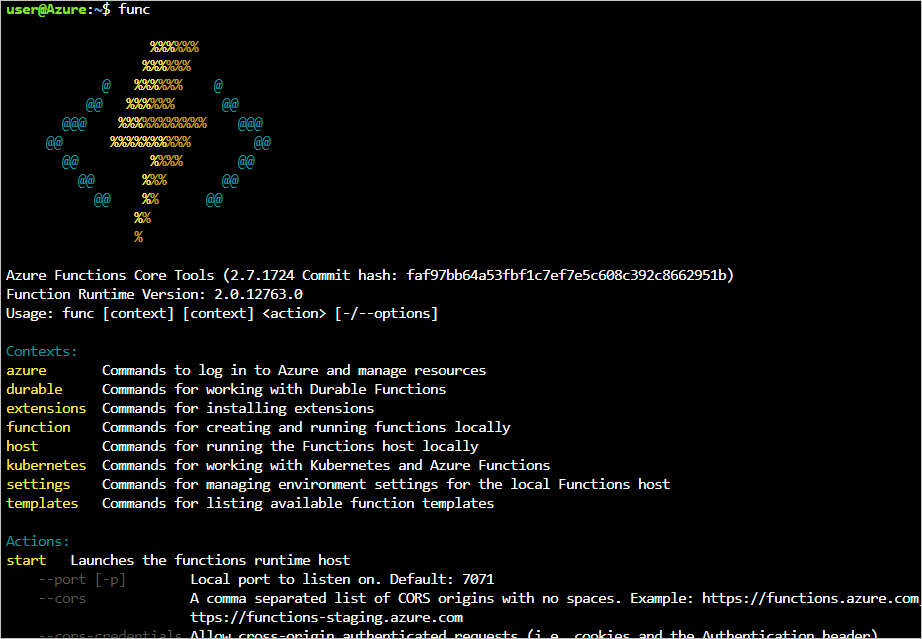 user@Azure:~$ func
%%%%%%
%%%%%%
@ %%%%%% @
@@ %%%%%% @@
@@@ %%%%%%%%%%% @@@
@@ %%%%%%%%%% @@
@@ %%%% @@
@@ %%% @@
@@ %% @@
%%
%
Azure Functions Core Tools (2.7.1724 Commit hash: faf97bb64a53fbf1c7ef7e5c608c392c8662951b)
Function Runtime Version: 2.0.12763.0
Usage: func [context] [context] <action> [-/--options]
Contexts:
azure Commands to log in to Azure and manage resources
durable Commands for working with Durable Functions
extensions Commands for installing extensions
function Commands for creating and running functions locally
host Commands for running the Functions host locally
kubernetes Commands for working with Kubernetes and Azure Functions
settings Commands for managing environment settings for the local Functions host
templates Commands for listing available function templates
Actions:
start Launches the functions runtime host
--port [-p] Local port to listen on. Default: 7071
--cors A comma separated list of CORS origins with no spaces. Example: https://functions.azure.com
ttps://functions-staging.azure.com
--cors-credentials Allow cross-origin authenticated requests (i.e. cookies and the Authentication header)